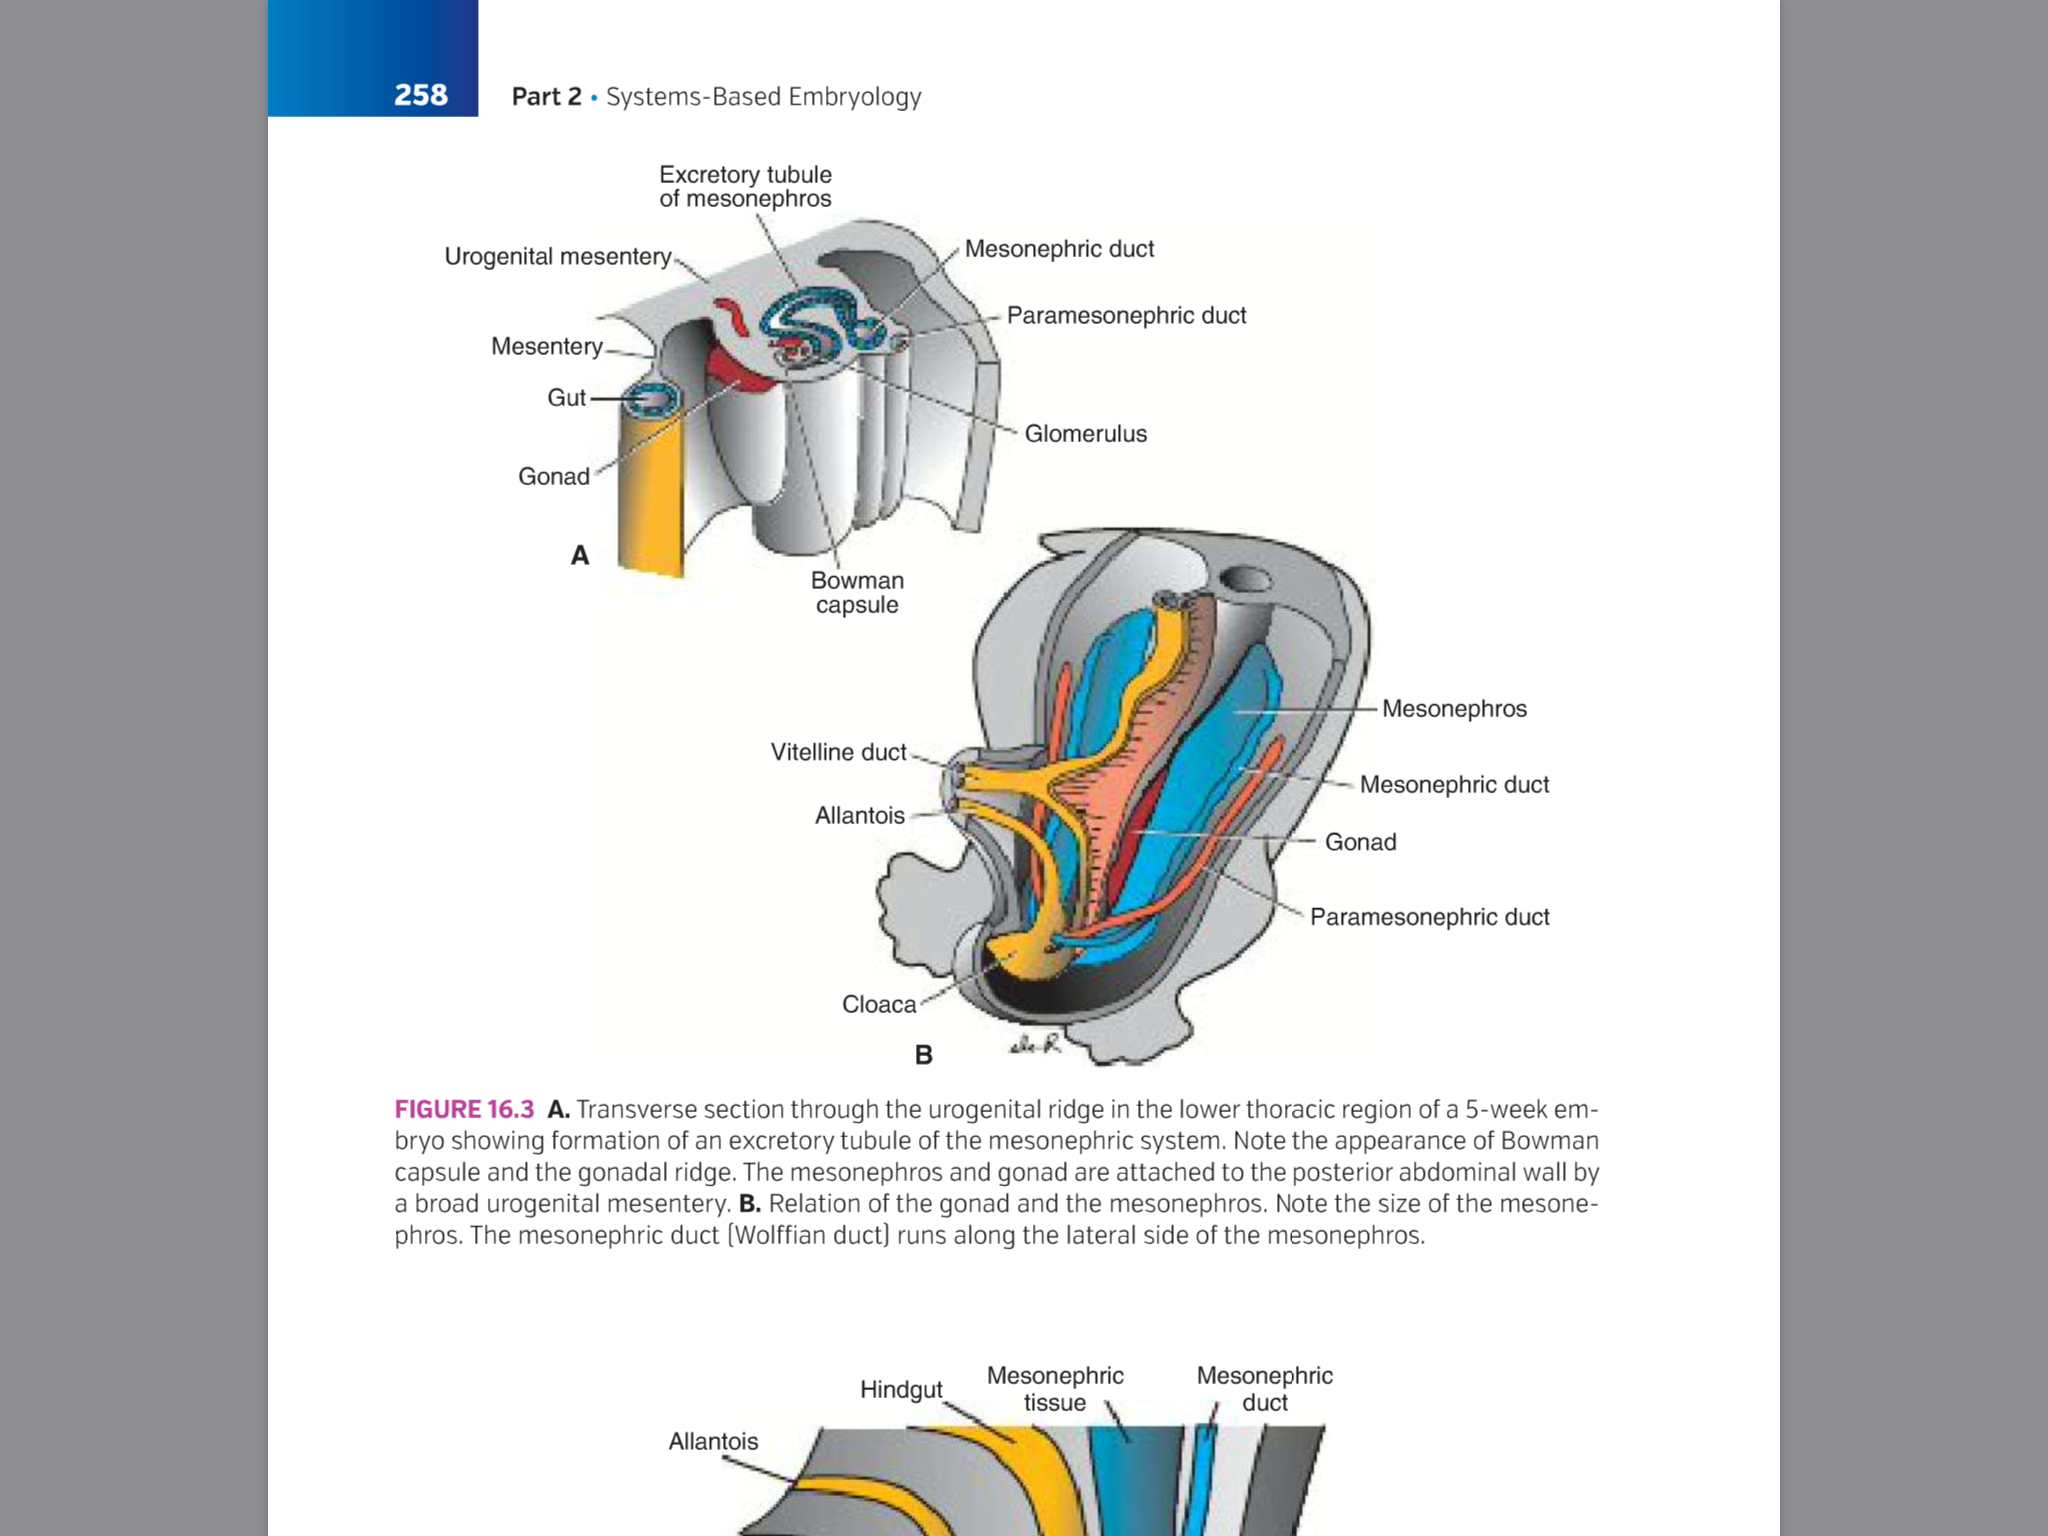 258
Part 2 • Systems-Based Embryology
Excretory tubule
of mesonephros
Urogenital mesentery
Mesonephric duct
Paramesonephric duct
Mesentery
Gut
Glomerulus
Gonad
A
Bowman
capsule
Mesonephros
Vitelline duct
Mesonephric duct
Allantois
Gonad
Paramesonephric duct
Cloaca
B
FIGURE 16.3 A. Transverse section through the urogenital ridge in the lower thoracic region of a 5-week em-
bryo showing formation of an excretory tubule of the mesonephric system. Note the appearance of Bowman
capsule and the gonadal ridge. The mesonephros and gonad are attached to the posterior abdominal wall by
a broad urogenital mesentery. B. Relation of the gonad and the mesonephros. Note the size of the mesone-
phros. The mesonephric duct (Wolffian duct) runs along the lateral side of the mesonephros.
Hindgut
Mesonephric
tissue
Mesonephric
duct
Allantois